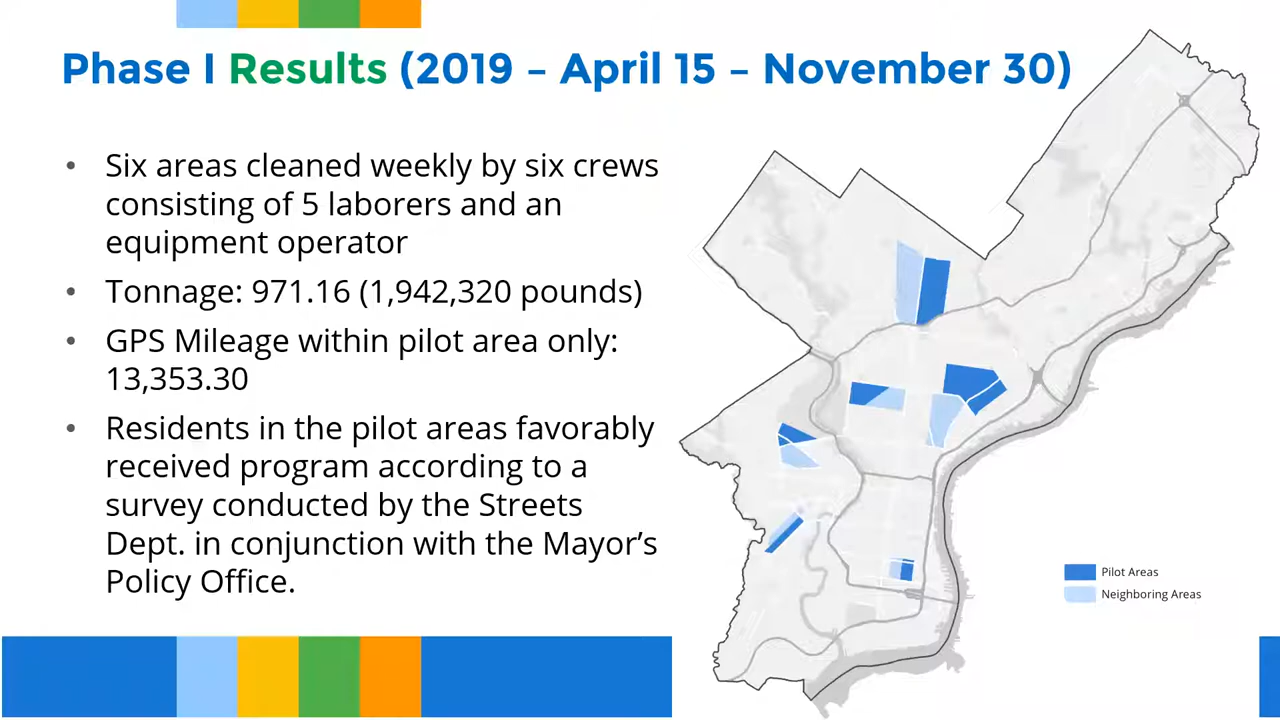 Phase I Results (2019 – April 15 – November 30)
• Six areas cleaned weekly by six crews
consisting of 5 laborers and an
equipment operator
• Tonnage: 971.16 (1,942,320 pounds)
• GPS Mileage within pilot area only:
13,353.30
• Residents in the pilot areas favorably
received program according to a
survey conducted by the Streets
Dept. in conjunction with the Mayor’s
Policy Office.
Pilot Areas
Neighboring Areas